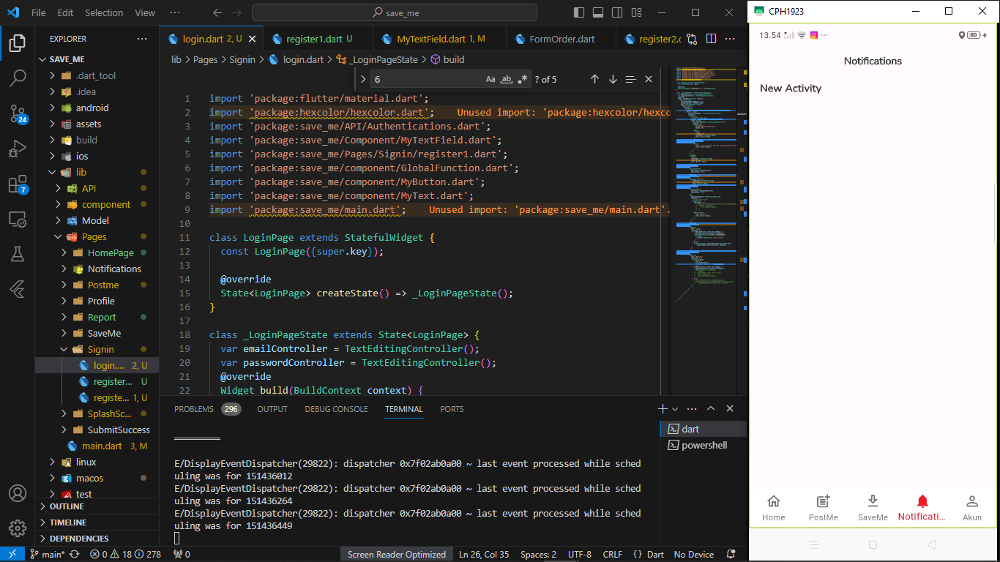 File Edit Selection View ··· save_me
EXPLORER ···
SAVE_ME
.dart_tool
.idea
android
assets
build
ios
lib
API
component
Model
Pages
HomePage
Notifications
Postme
Profile
Report
SaveMe
Signin
login.... 2, U
register... U
registe... 1, U
SplashSc...
SubmitSuccess
main.dart 3, M
linux
macos
test
OUTLINE
TIMELINE
DEPENDENCIES
24
7
login.dart 2, U register1.dart U MyTextField.dart 1, M FormOrder.dart register2.c
lib > Pages > Signin > login.dart > _LoginPageState > build
6 Aa ab .* ? of 5
1 import 'package:flutter/material.dart';
2 import 'package:hexcolor/hexcolor.dart'; Unused import: 'package:hexcolor/hexco
3 import 'package:save_me/API/Authentications.dart';
4 import 'package:save_me/Component/MyTextField.dart';
5 import 'package:save_me/Pages/Signin/register1.dart';
6 import 'package:save_me/component/GlobalFunction.dart';
7 import 'package:save_me/component/MyButton.dart';
8 import 'package:save_me/component/MyText.dart';
9 import 'package:save_me/main.dart'; Unused import: 'package:save_me/main.dart'.
10
11 class LoginPage extends StatefulWidget {
12 const LoginPage({super.key});
13
14 @override
15 State<LoginPage> createState() => _LoginPageState();
16 }
17
18 class _LoginPageState extends State<LoginPage> {
19 var emailController = TextEditingController();
20 var passwordController = TextEditingController();
21 @override
22 Widget build(BuildContext context) {
PROBLEMS 296 OUTPUT DEBUG CONSOLE TERMINAL PORTS
dart
powershell
E/DisplayEventDispatcher(29822): dispatcher 0x7f02ab0a00 ~ last event processed while sched
uling was for 151436012
E/DisplayEventDispatcher(29822): dispatcher 0x7f02ab0a00 ~ last event processed while sched
uling was for 151436264
E/DisplayEventDispatcher(29822): dispatcher 0x7f02ab0a00 ~ last event processed while sched
uling was for 151436449
main* 0 18 278 0 Screen Reader Optimized Ln 26, Col 35 Spaces: 2 UTF-8 CRLF {} Dart No Device
CPH1923
13.54 ··· 80
Notifications
New Activity
Home PostMe SaveMe Notificati... Akun